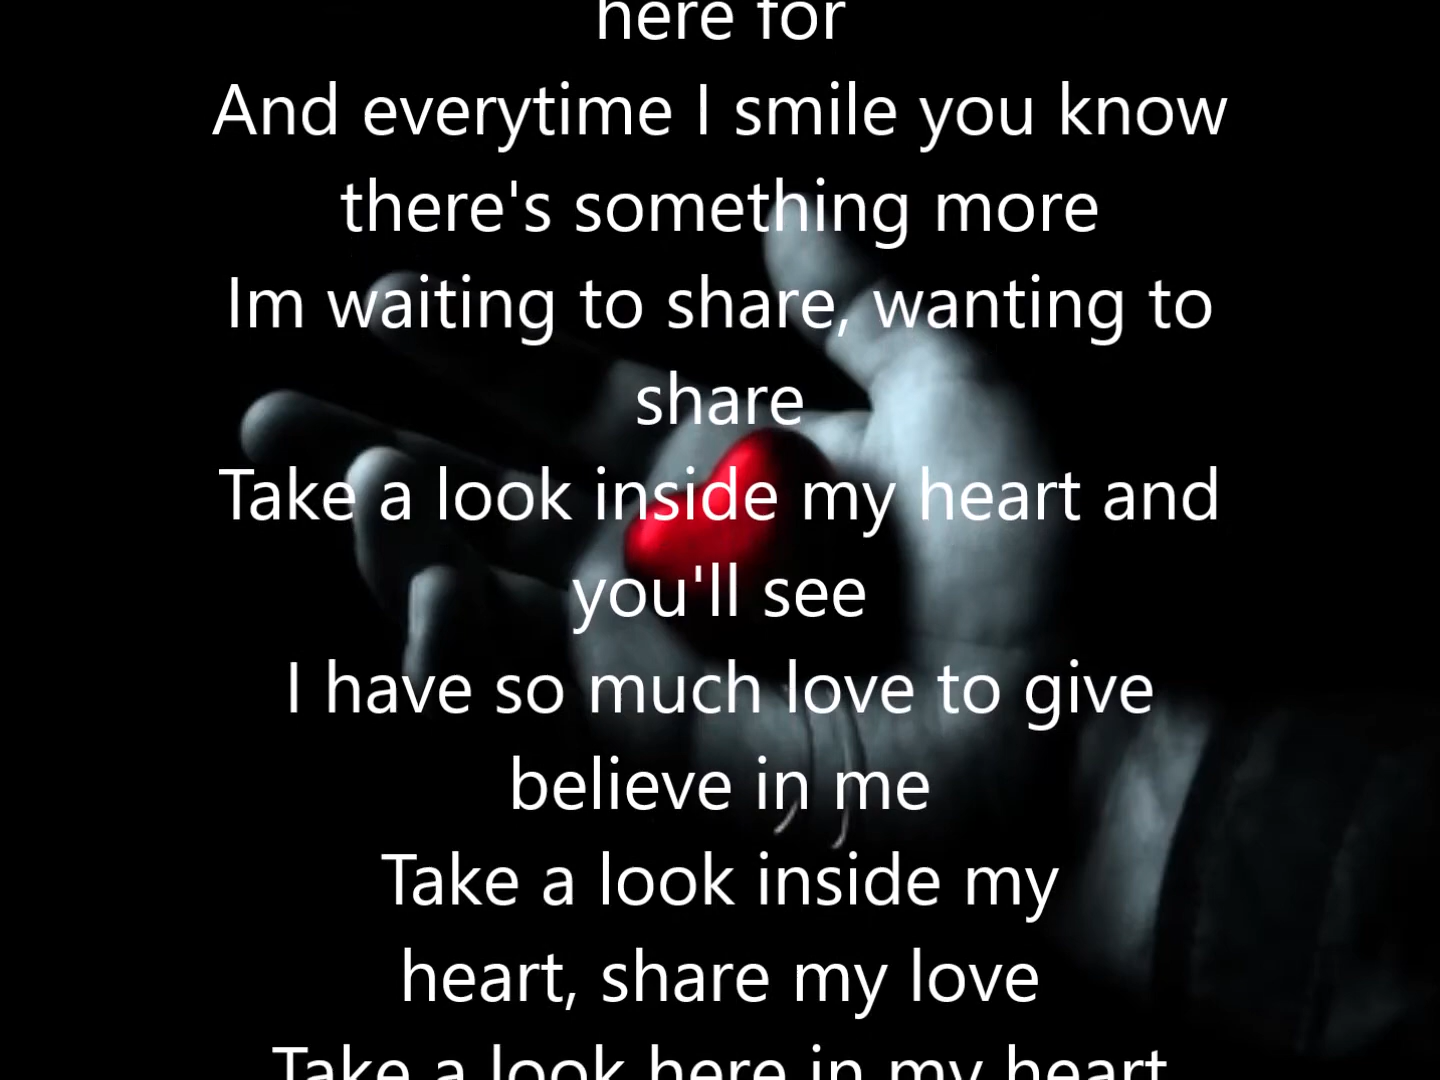 here for
And everytime I smile you know
there's something more
Im waiting to share, wanting to
share
Take a look inside my heart and
you'll see
I have so much love to give
believe in me
Take a look inside my
heart, share my love
Take a look here in my heart